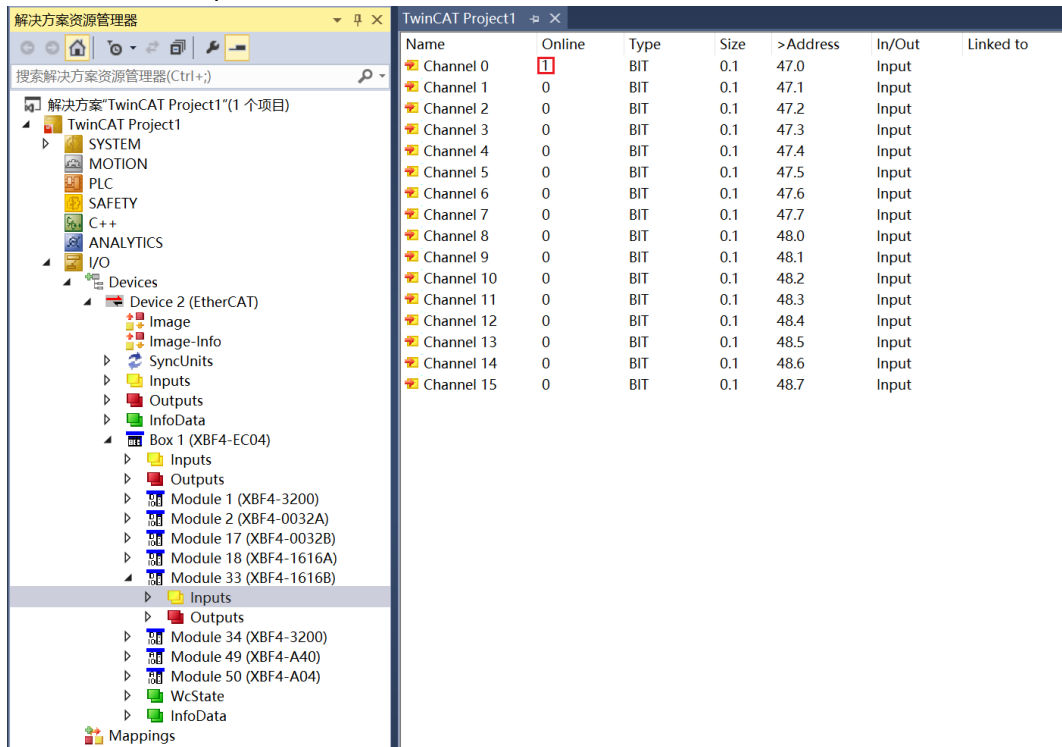 解决方案资源管理器
搜索解决方案资源管理器(Ctrl+;)
解决方案"TwinCAT Project1"(1 个项目)
TwinCAT Project1
SYSTEM
MOTION
PLC
SAFETY
C++
ANALYTICS
I/O
Devices
Device 2 (EtherCAT)
Image
Image-Info
SyncUnits
Inputs
Outputs
InfoData
Box 1 (XBF4-EC04)
Inputs
Outputs
Module 1 (XBF4-3200)
Module 2 (XBF4-0032A)
Module 17 (XBF4-0032B)
Module 18 (XBF4-1616A)
Module 33 (XBF4-1616B)
Inputs
Outputs
Module 34 (XBF4-3200)
Module 49 (XBF4-A40)
Module 50 (XBF4-A04)
WcState
InfoData
Mappings
TwinCAT Project1
Name Online Type Size >Address In/Out Linked to
Channel 0 1 BIT 0.1 47.0 Input
Channel 1 0 BIT 0.1 47.1 Input
Channel 2 0 BIT 0.1 47.2 Input
Channel 3 0 BIT 0.1 47.3 Input
Channel 4 0 BIT 0.1 47.4 Input
Channel 5 0 BIT 0.1 47.5 Input
Channel 6 0 BIT 0.1 47.6 Input
Channel 7 0 BIT 0.1 47.7 Input
Channel 8 0 BIT 0.1 48.0 Input
Channel 9 0 BIT 0.1 48.1 Input
Channel 10 0 BIT 0.1 48.2 Input
Channel 11 0 BIT 0.1 48.3 Input
Channel 12 0 BIT 0.1 48.4 Input
Channel 13 0 BIT 0.1 48.5 Input
Channel 14 0 BIT 0.1 48.6 Input
Channel 15 0 BIT 0.1 48.7 Input